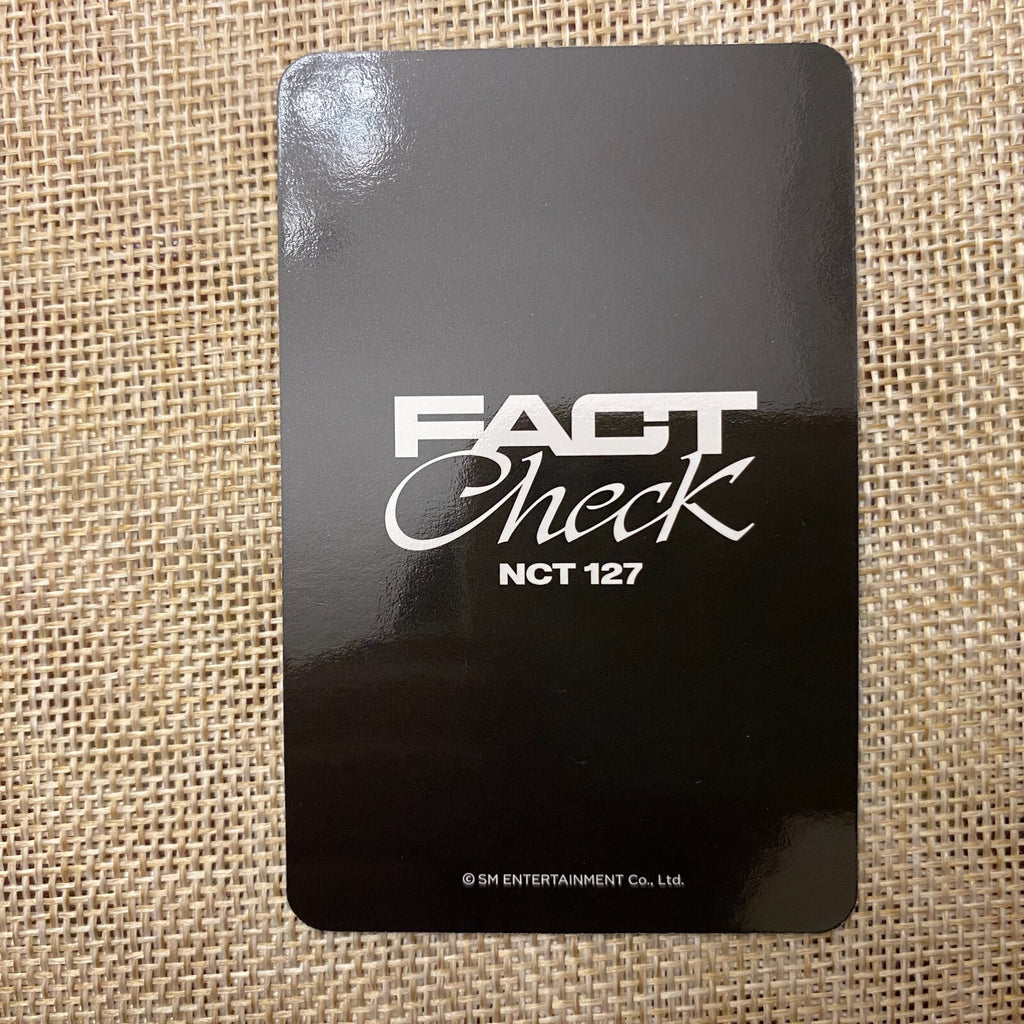 FACT
Check
NCT 127
© SM ENTERTAINMENT Co., Ltd.